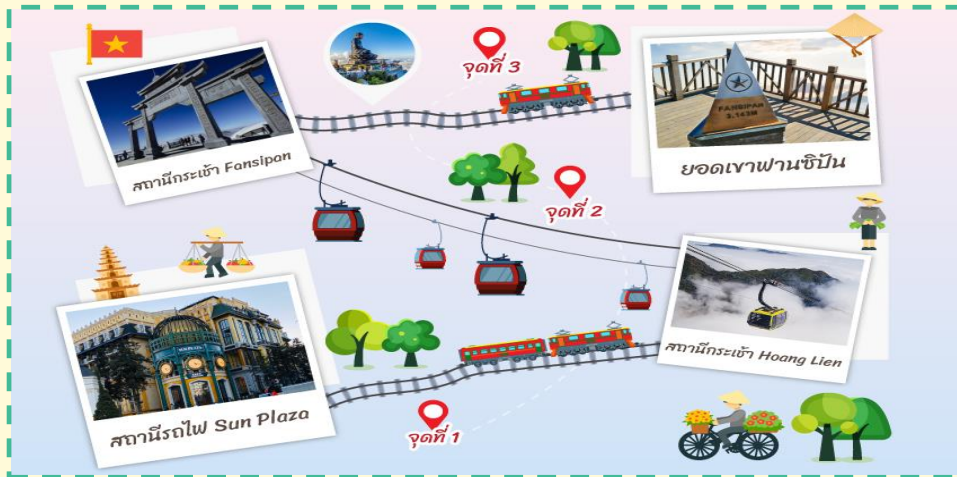 จุดที่ 3
สถานีกระเช้า Fansipan
FANSIPAN
3.143M
ยอดเขาฟานซิปัน
จุดที่ 2
สถานีกระเช้า Hoang Lien
สถานีรถไฟ Sun Plaza
จุดที่ 1